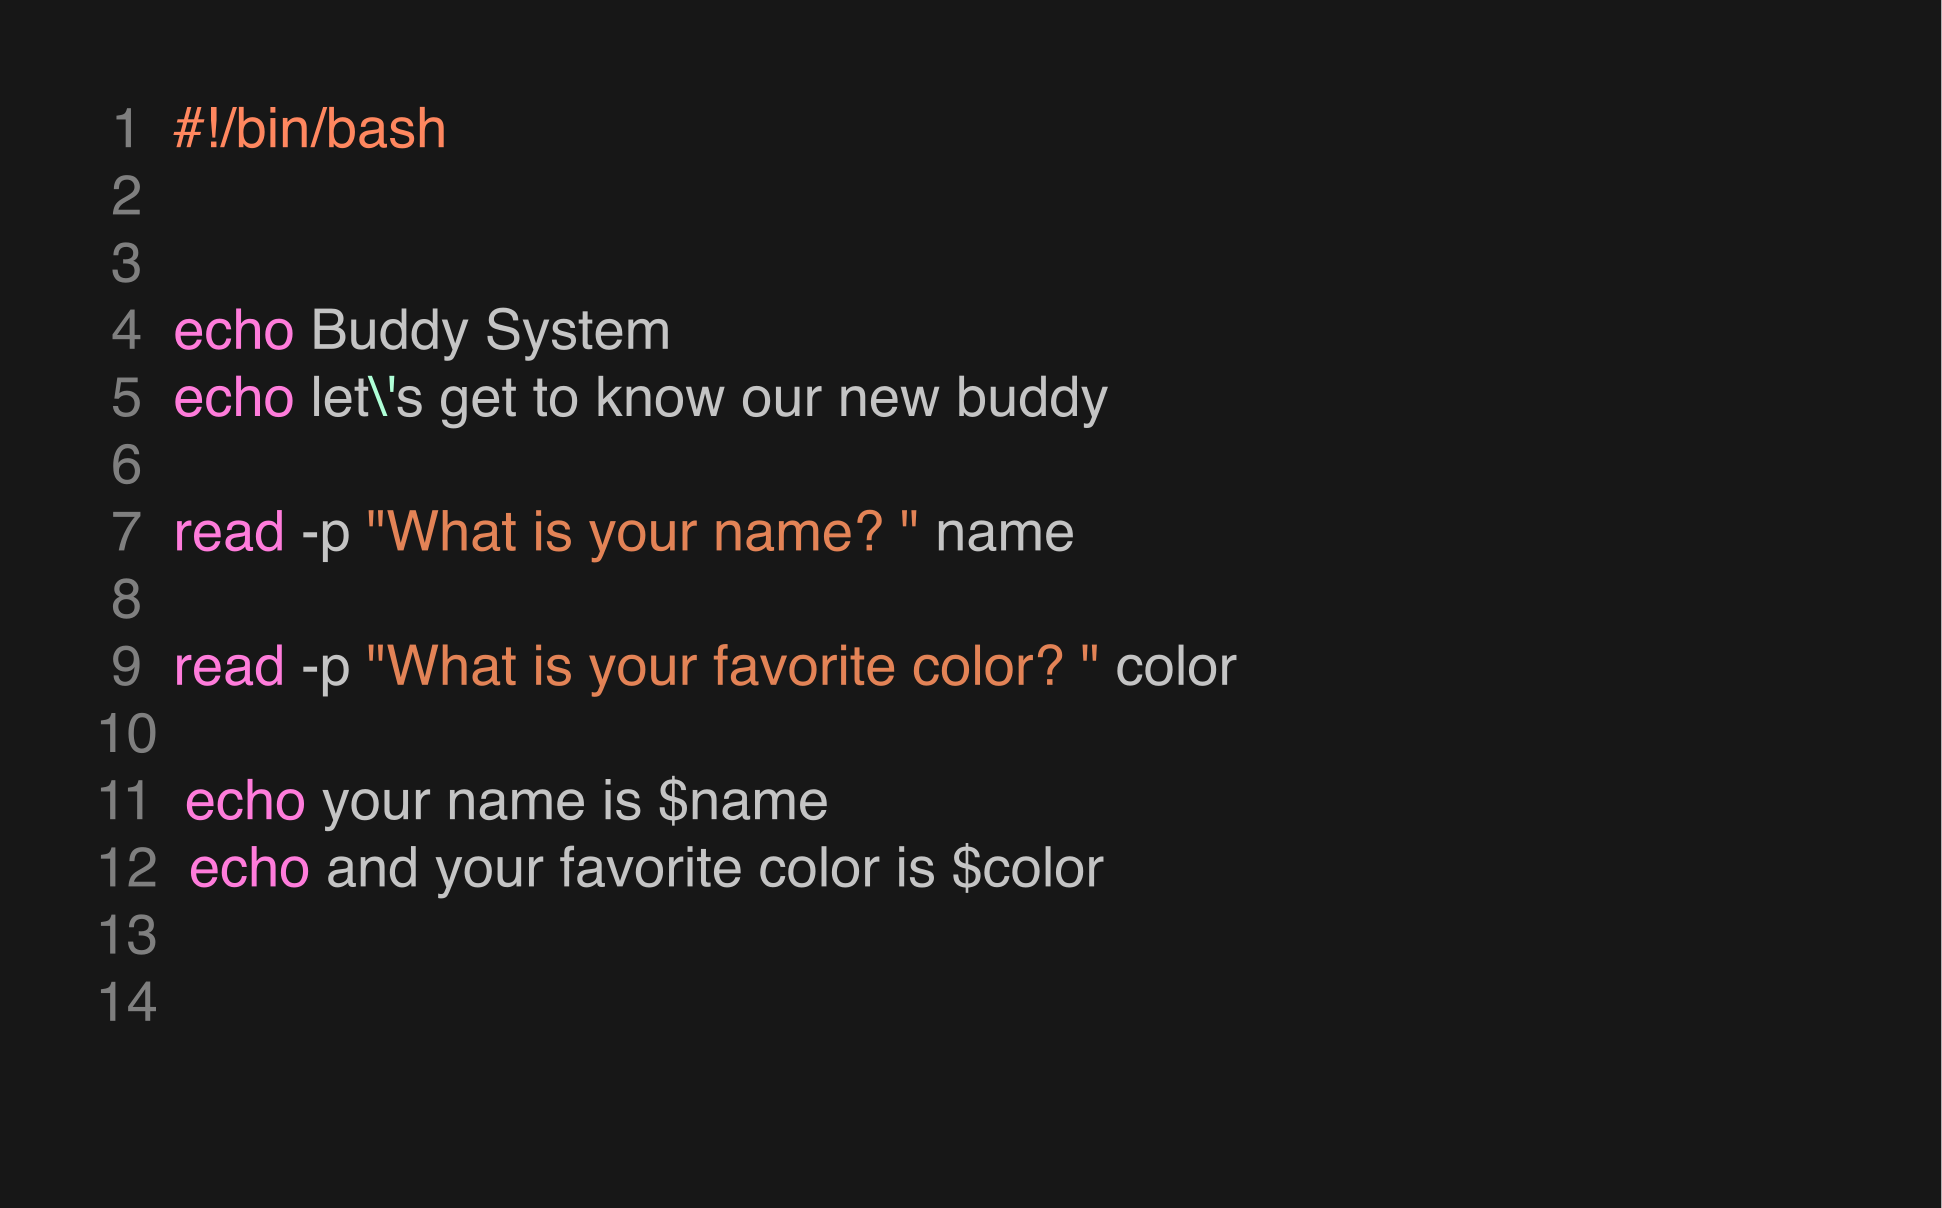 1 #!/bin/bash
2
3
4 echo Buddy System
5 echo let\'s get to know our new buddy
6
7 read -p "What is your name? " name
8
9 read -p "What is your favorite color? " color
10
11 echo your name is $name
12 echo and your favorite color is $color
13
14